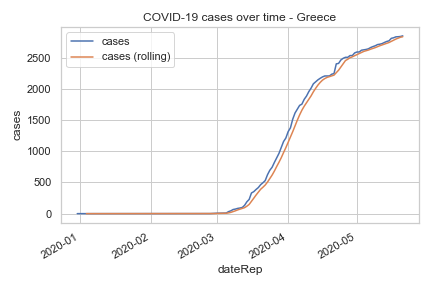 COVID-19 cases over time - Greece
cases
cases (rolling)
2500
2000
1500
1000
500
0
cases
2020-01
2020-02
2020-03
2020-04
2020-05
dateRep